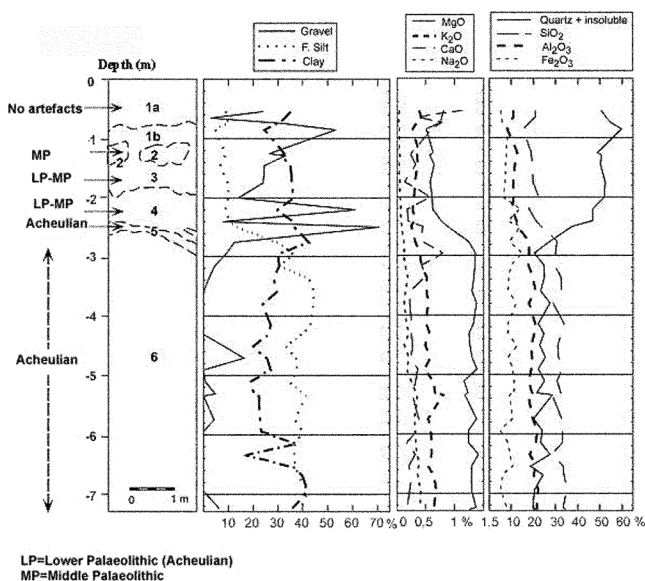 Gravel
F. Silt
Clay
MgO
K₂O
CaO
Na₂O
Quartz + insoluble
SiO₂
Al₂O₃
Fe₂O₃
Depth (m)
0
No artefacts
1a
-1
1b
MP
2
2
LP-MP
3
-2
LP-MP
4
Acheulian
5
-3
-4
Acheulian
6
-5
-6
-7
0 1 m
10 20 30 40 50 60 70 %
0 0,5 1 % 1.5
10 20 40 50 60 %
LP=Lower Palaeolithic (Acheulian)
MP=Middle Palaeolithic